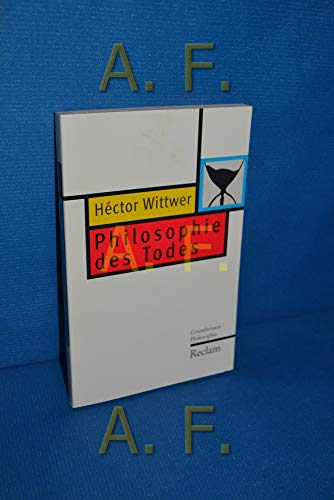 A. F.
Héctor Wittwer
Philosophie
des Todes
A. F.
Grundwissen
Philosophie
Reclam
A. F.